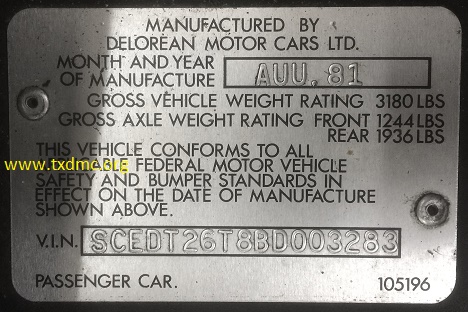 MANUFACTURED BY
DELOREAN MOTOR CARS LTD.
MONTH AND YEAR
OF MANUFACTURE AUU.81
GROSS VEHICLE WEIGHT RATING 3180 LBS
GROSS AXLE WEIGHT RATING FRONT 1244 LBS
REAR 1936 LBS
THIS VEHICLE CONFORMS TO ALL
www.txdmc.org FEDERAL MOTOR VEHICLE
SAFETY AND BUMPER STANDARDS IN
EFFECT ON THE DATE OF MANUFACTURE
SHOWN ABOVE.
V.I.N. SCEDT26T8BD003283
PASSENGER CAR. 105196